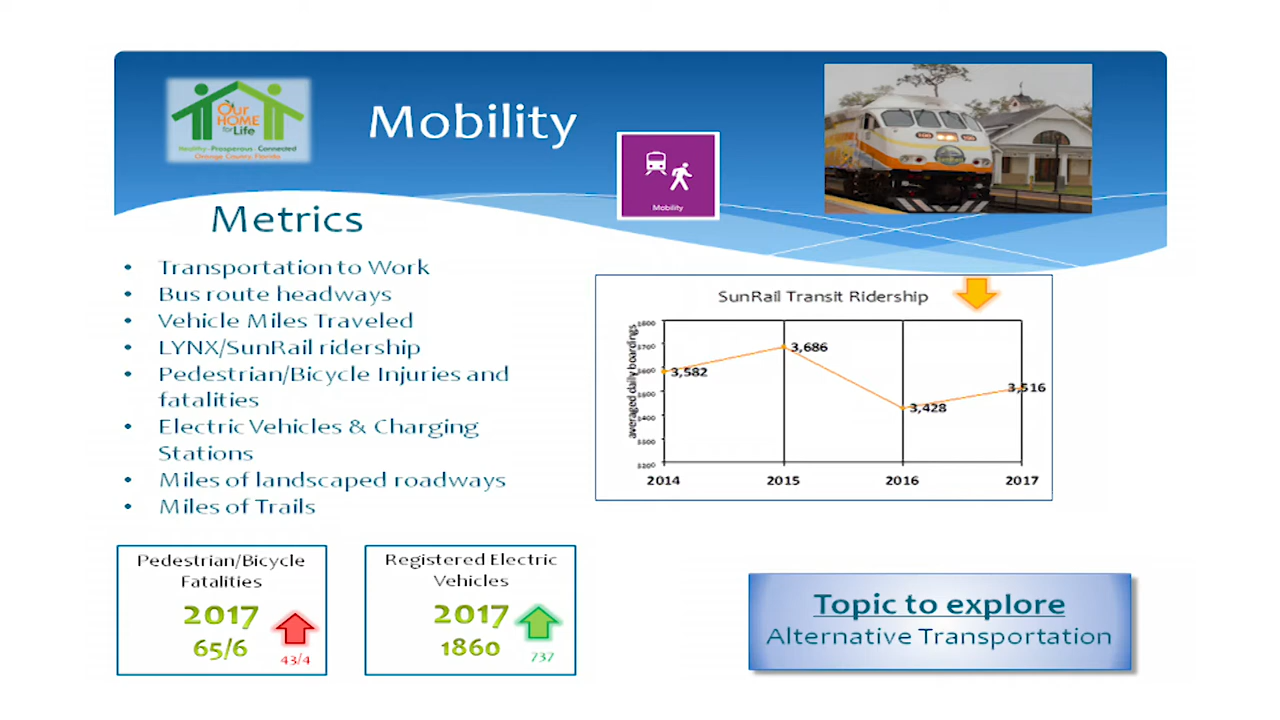 Our
HOME
for Life
Healthy - Prosperous - Connected
Orange County, Florida
Mobility
Mobility
Metrics
• Transportation to Work
• Bus route headways
• Vehicle Miles Traveled
• LYNX/SunRail ridership
• Pedestrian/Bicycle Injuries and
fatalities
• Electric Vehicles & Charging
Stations
• Miles of landscaped roadways
• Miles of Trails
SunRail Transit Ridership
averaged daily boardings
3,582
3,686
3,428
3,516
2014 2015 2016 2017
Pedestrian/Bicycle
Fatalities
2017
65/6
43/4
Registered Electric
Vehicles
2017
1860
737
Topic to explore
Alternative Transportation